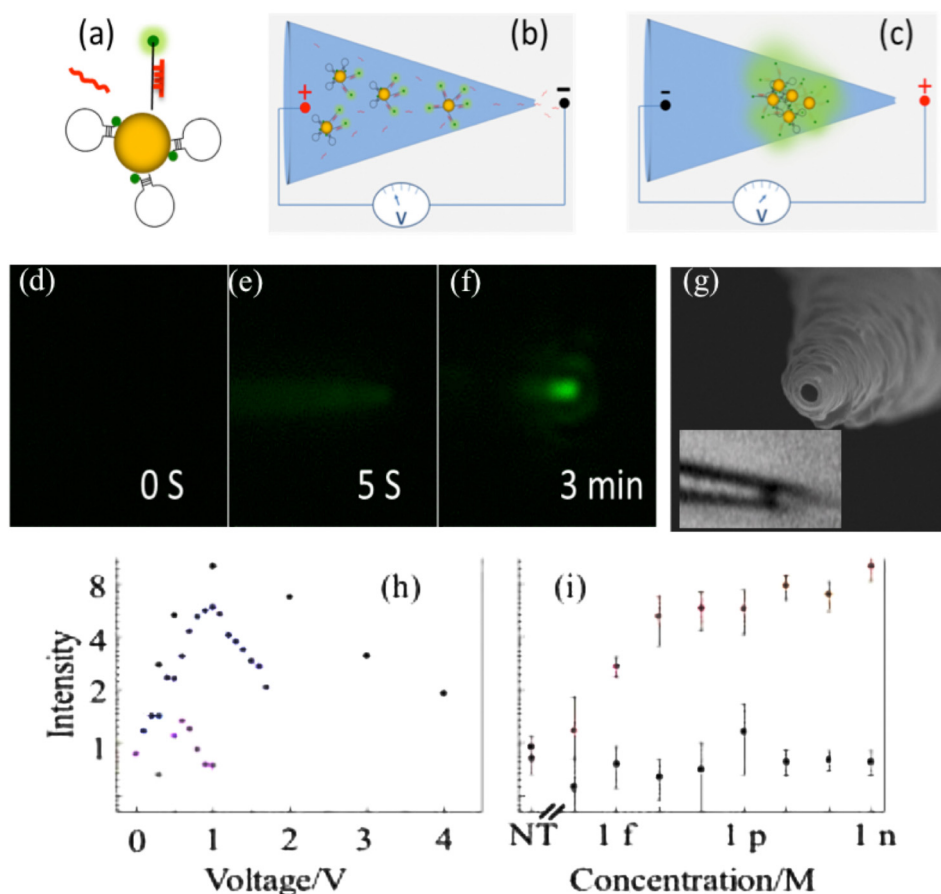 (a)
(b)
+
−
V
(c)
-
+
V
(d)
0 S
(e)
5 S
(f)
3 min
(g)
(h)
8
4
2
1
Intensity
0 1 2 3 4
Voltage/V
(i)
NT 1 f 1 p 1 n
Concentration/M